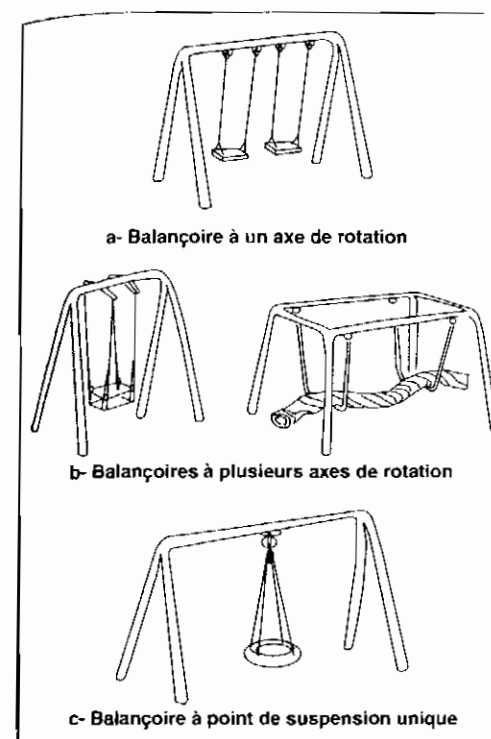 a- Balançoire à un axe de rotation
b- Balançoires à plusieurs axes de rotation
c- Balançoire à point de suspension unique